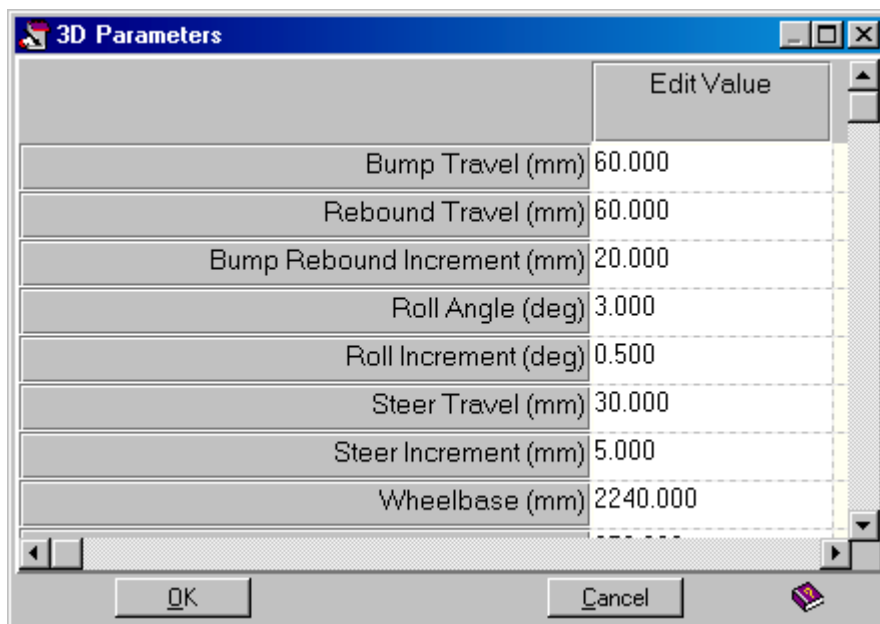 3D Parameters
Edit Value
Bump Travel (mm) 60.000
Rebound Travel (mm) 60.000
Bump Rebound Increment (mm) 20.000
Roll Angle (deg) 3.000
Roll Increment (deg) 0.500
Steer Travel (mm) 30.000
Steer Increment (mm) 5.000
Wheelbase (mm) 2240.000
OK Cancel